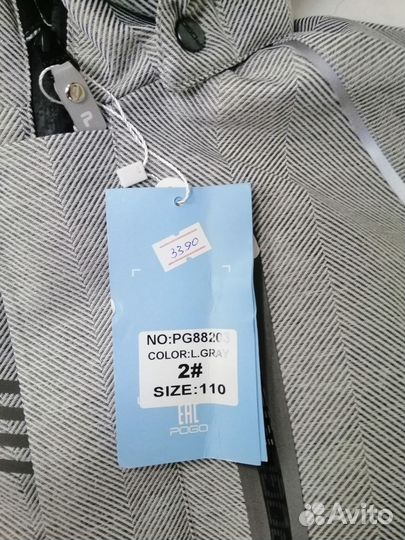 3390
NO:PG88203
COLOR:L.GRAY
2#
SIZE:110
EAC
POGO
Avito